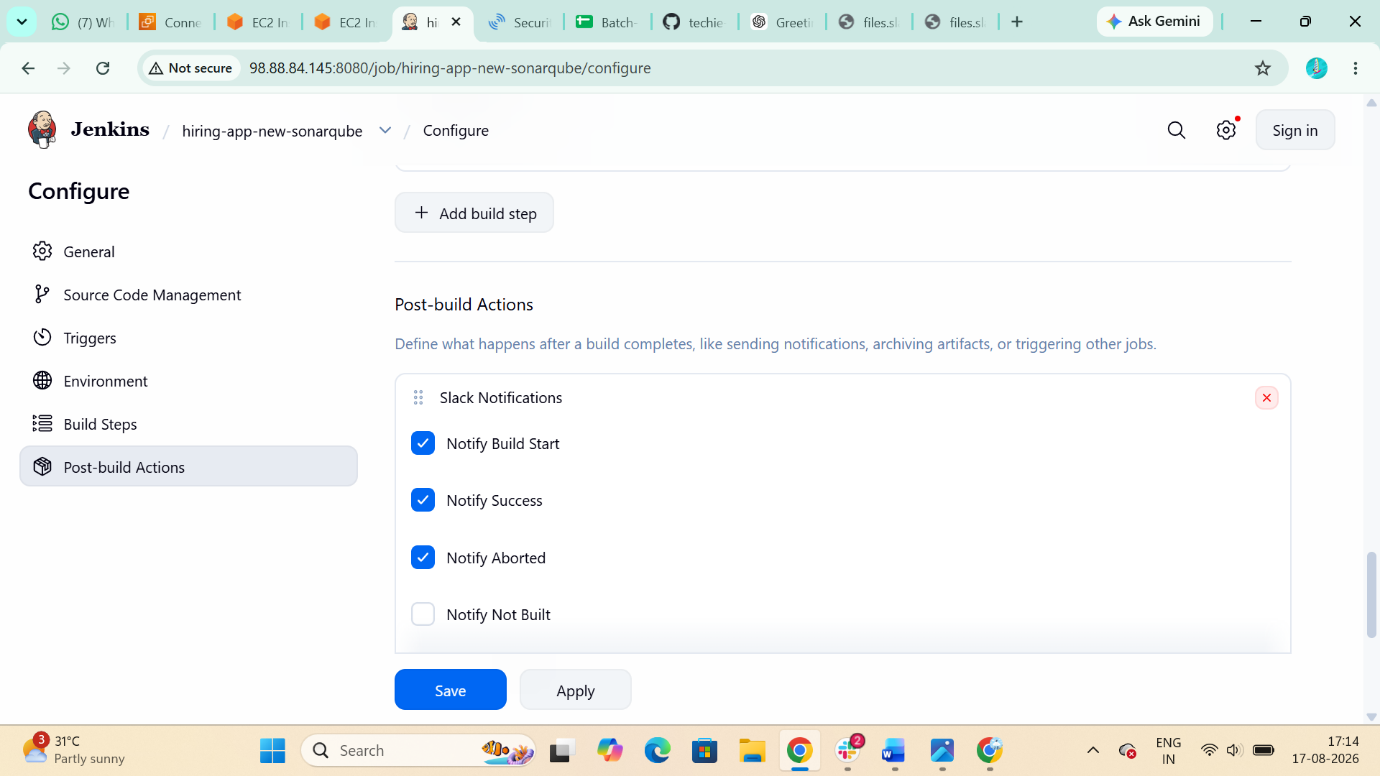 (7) Wh
Conne
EC2 In
EC2 In
hi
Securit
Batch-
techie-
Greeti
files.sl
files.sl
Ask Gemini
Not secure
98.88.84.145:8080/job/hiring-app-new-sonarqube/configure
Jenkins / hiring-app-new-sonarqube / Configure
Sign in
Configure
General
Source Code Management
Triggers
Environment
Build Steps
Post-build Actions
+ Add build step
Post-build Actions
Define what happens after a build completes, like sending notifications, archiving artifacts, or triggering other jobs.
Slack Notifications
Notify Build Start
Notify Success
Notify Aborted
Notify Not Built
Save
Apply
3
31°C
Partly sunny
Search
2
ENG
IN
17:14
17-08-2026